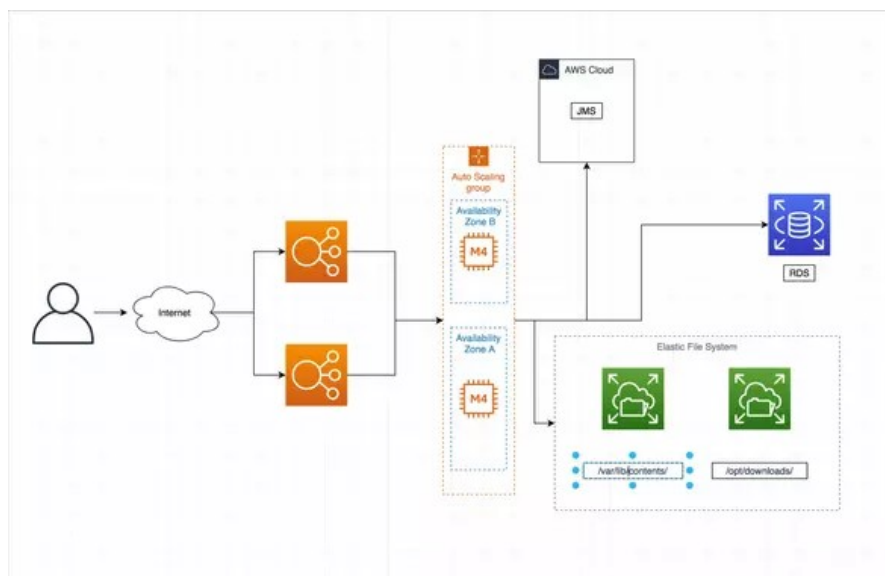 AWS Cloud
JMS
Auto Scaling
group
Availability
Zone B
M4
Internet
RDS
Availability
Zone A
M4
Elastic File System
/var/lib/contents/
/opt/downloads/